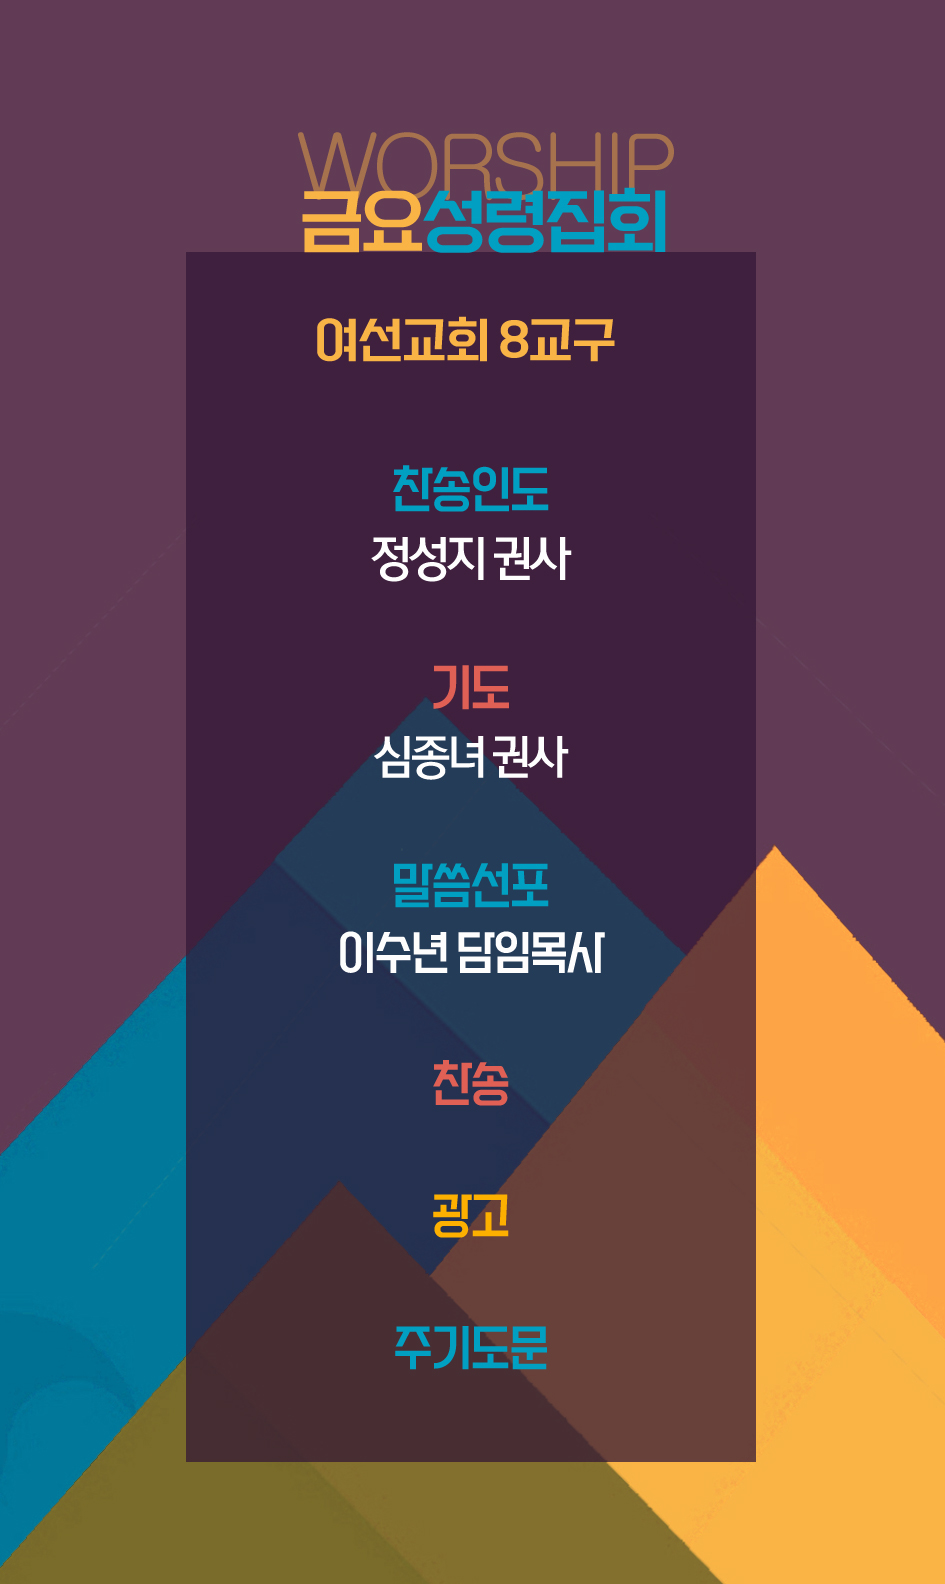 WORSHIP
금요성령집회
여선교회 8교구
찬송인도
정성지 권사
기도
심종녀 권사
말씀선포
이수년 담임목사
찬송
광고
주기도문